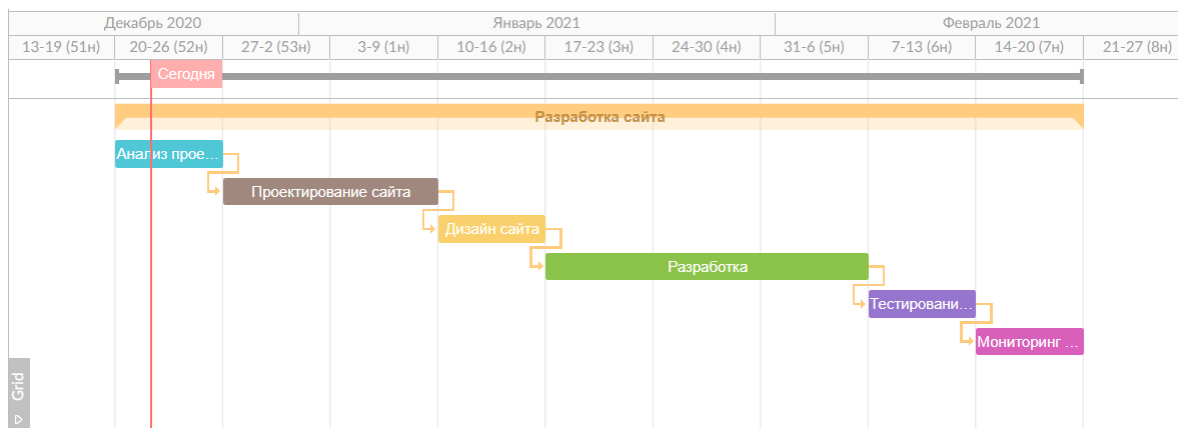 Декабрь 2020 Январь 2021 Февраль 2021
13-19 (51н) 20-26 (52н) 27-2 (53н) 3-9 (1н) 10-16 (2н) 17-23 (3н) 24-30 (4н) 31-6 (5н) 7-13 (6н) 14-20 (7н) 21-27 (8н)
Сегодня
Разработка сайта
Анализ прое...
Проектирование сайта
Дизайн сайта
Разработка
Тестировани...
Мониторинг ...
Grid